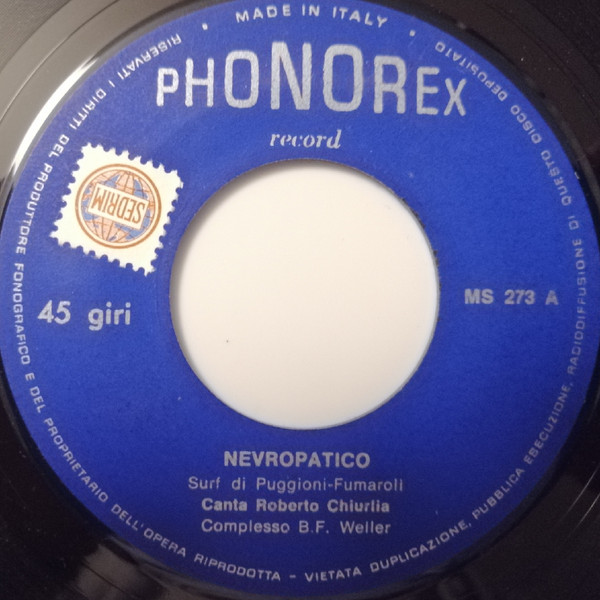 MADE IN ITALY
PHONOREX
record
SEDRIM
45 giri
MS 273 A
NEVROPATICO
Surf di Puggioni-Fumaroli
Canta Roberto Chiurlia
Complesso B.F. Weller
RISERVATI I DIRITTI DEL PRODUTTORE FONOGRAFICO E DEL PROPRIETARIO DELL'OPERA RIPRODOTTA - VIETATA DUPLICAZIONE, PUBBLICA ESECUZIONE, RADIODIFFUSIONE DI QUESTO DISCO DEPOSITATO